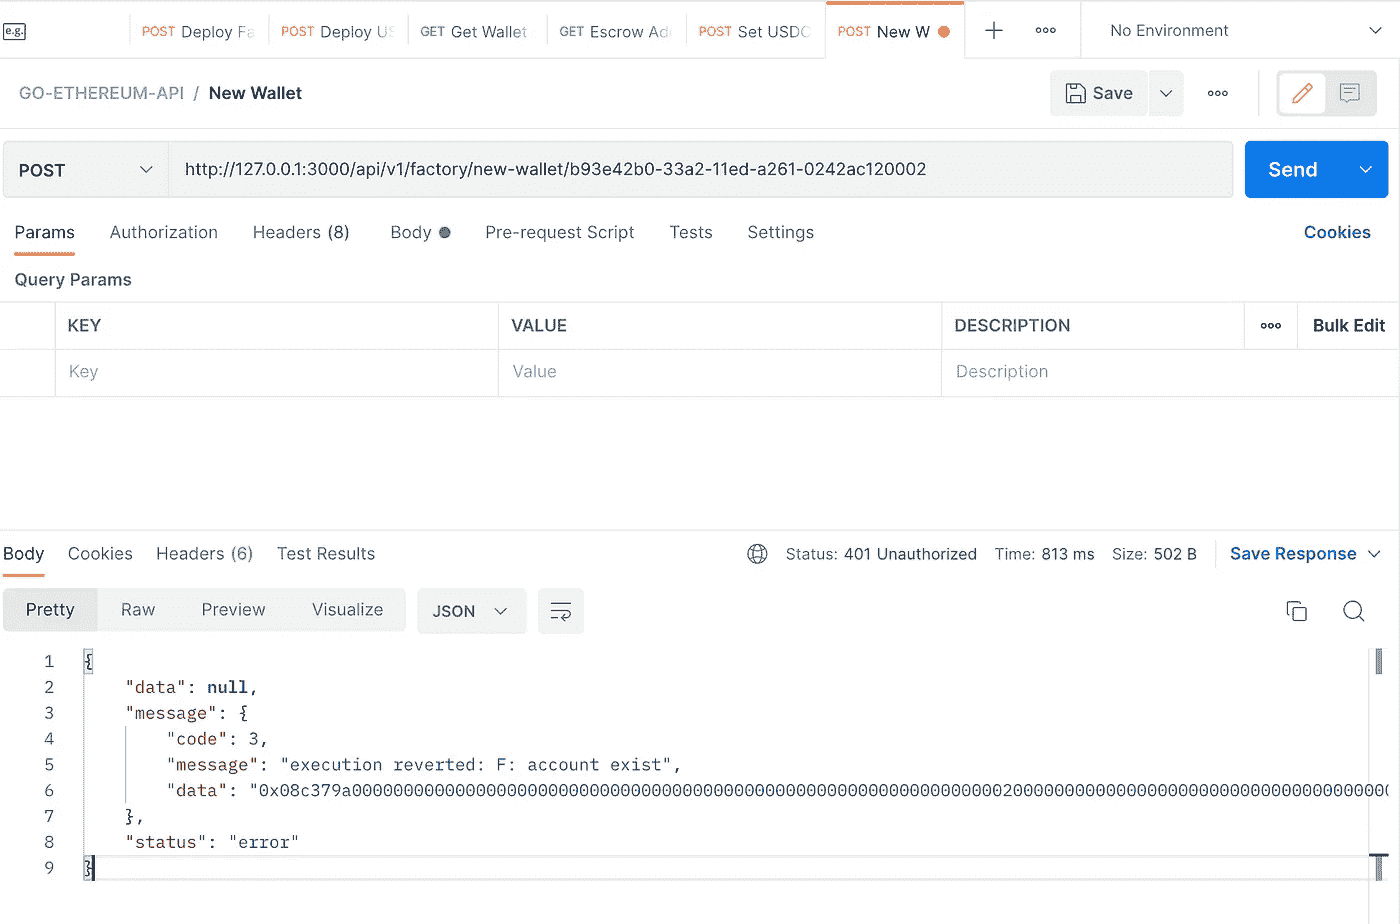 e.g. POST Deploy Fa POST Deploy US GET Get Wallet GET Escrow Ad POST Set USDC POST New W No Environment
GO-ETHEREUM-API / New Wallet Save
POST http://127.0.0.1:3000/api/v1/factory/new-wallet/b93e42b0-33a2-11ed-a261-0242ac120002 Send
Params Authorization Headers (8) Body Pre-request Script Tests Settings Cookies
Query Params
KEY VALUE DESCRIPTION Bulk Edit
Key Value Description
Body Cookies Headers (6) Test Results Status: 401 Unauthorized Time: 813 ms Size: 502 B Save Response
Pretty Raw Preview Visualize JSON
1 {
2 "data": null,
3 "message": {
4 "code": 3,
5 "message": "execution reverted: F: account exist",
6 "data":
7 },
8 "status": "error"
9 }